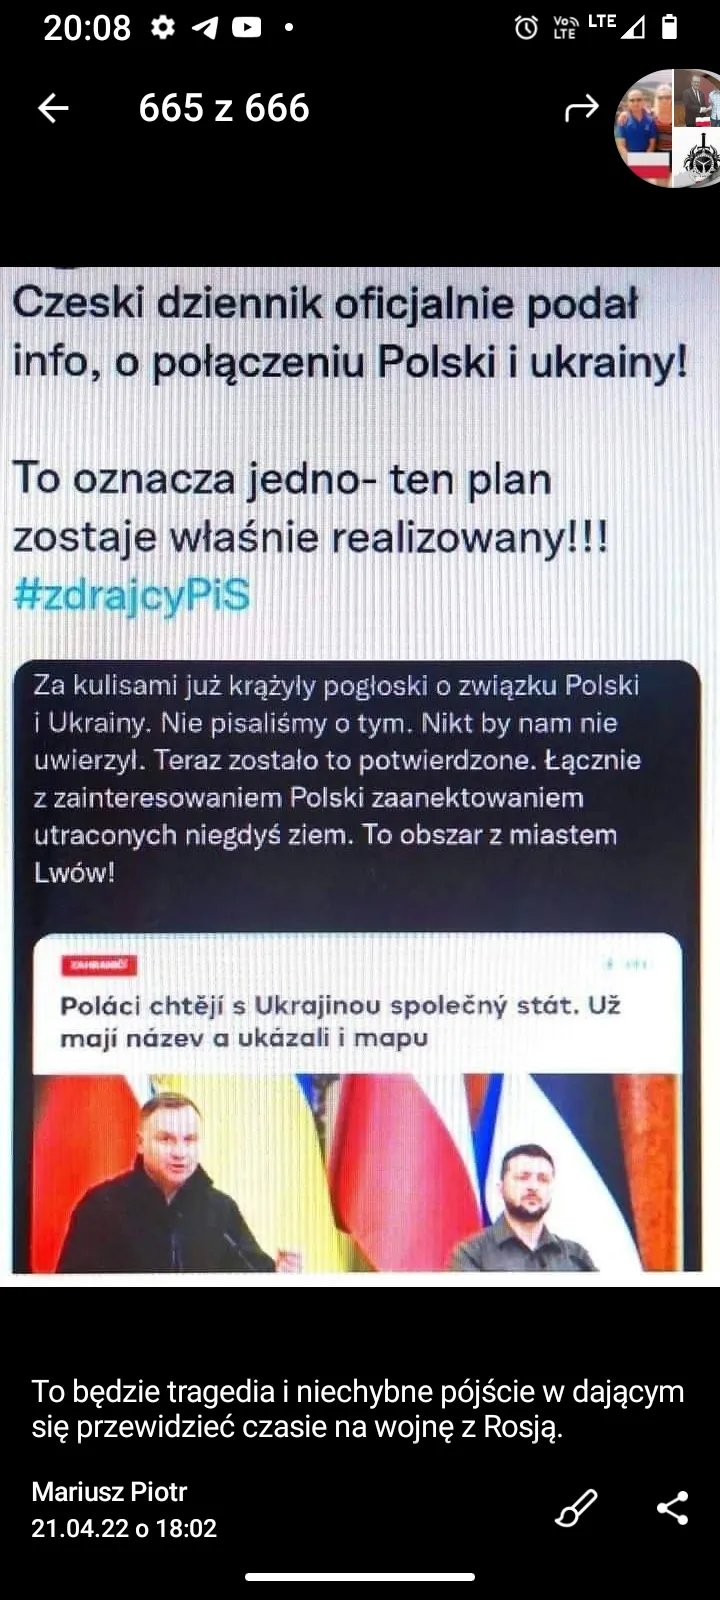 20:08
Vo
LTE
LTE
665 z 666
Czeski dziennik oficjalnie podał
info, o połączeniu Polski i ukrainy!
To oznacza jedno- ten plan
zostaje właśnie realizowany!!!
#zdrajcyPiS
Za kulisami już krążyły pogłoski o związku Polski
i Ukrainy. Nie pisaliśmy o tym. Nikt by nam nie
uwierzył. Teraz zostało to potwierdzone. Łącznie
z zainteresowaniem Polski zaanektowaniem
utraconych niegdyś ziem. To obszar z miastem
Lwów!
ZAHRANIČÍ
Poláci chtějí s Ukrajinou společný stát. Už
mají název a ukázali i mapu
To będzie tragedia i niechybne pójście w dającym
się przewidzieć czasie na wojnę z Rosją.
Mariusz Piotr
21.04.22 o 18:02